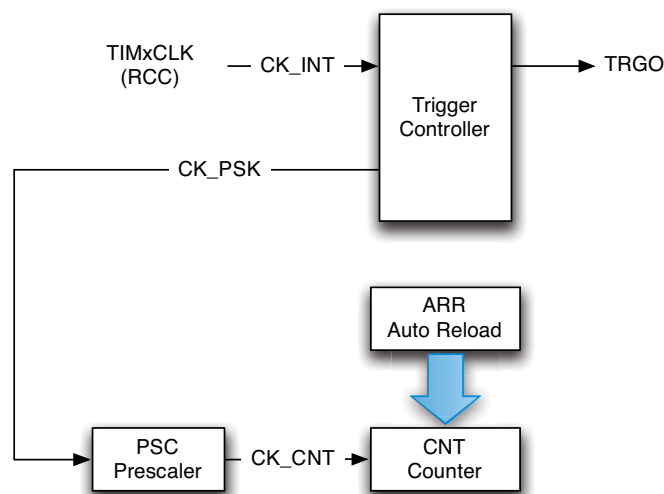 TIMxCLK
(RCC)
CK_INT
Trigger
Controller
TRGO
CK_PSK
ARR
Auto Reload
PSC
Prescaler
CK_CNT
CNT
Counter